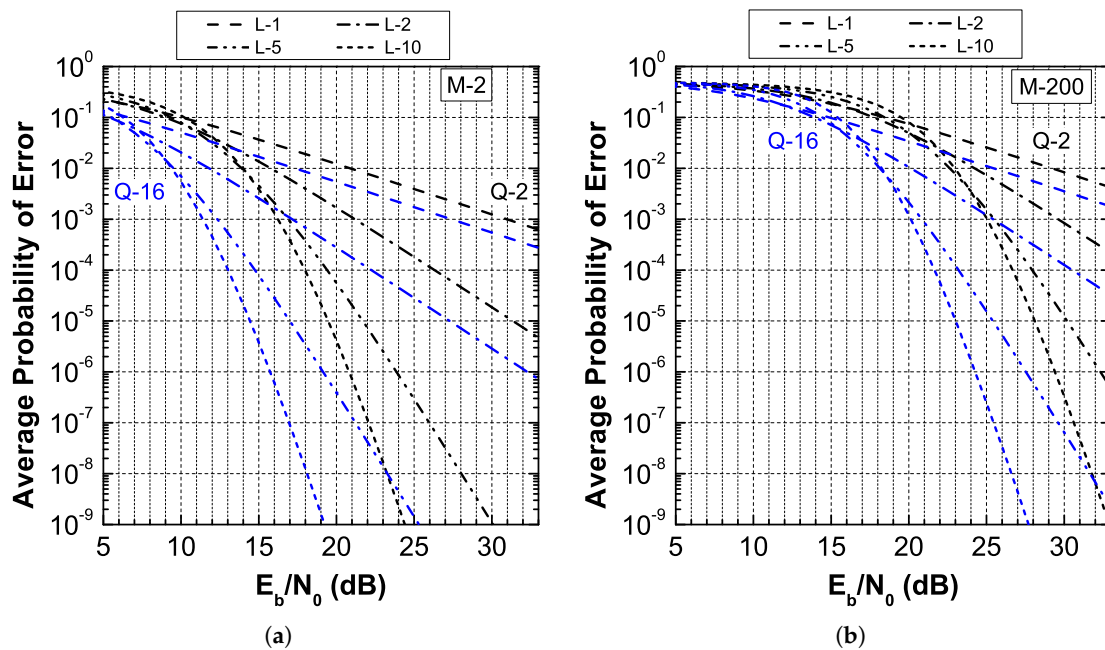 L-1 L-2
L-5 L-10
L-1 L-2
L-5 L-10
Average Probability of Error
10^0
10^-1
10^-2
10^-3
10^-4
10^-5
10^-6
10^-7
10^-8
10^-9
M-2
Q-16
Q-2
5 10 15 20 25 30
E_b/N_0 (dB)
(a)
Average Probability of Error
10^0
10^-1
10^-2
10^-3
10^-4
10^-5
10^-6
10^-7
10^-8
10^-9
M-200
Q-16
Q-2
5 10 15 20 25 30
E_b/N_0 (dB)
(b)